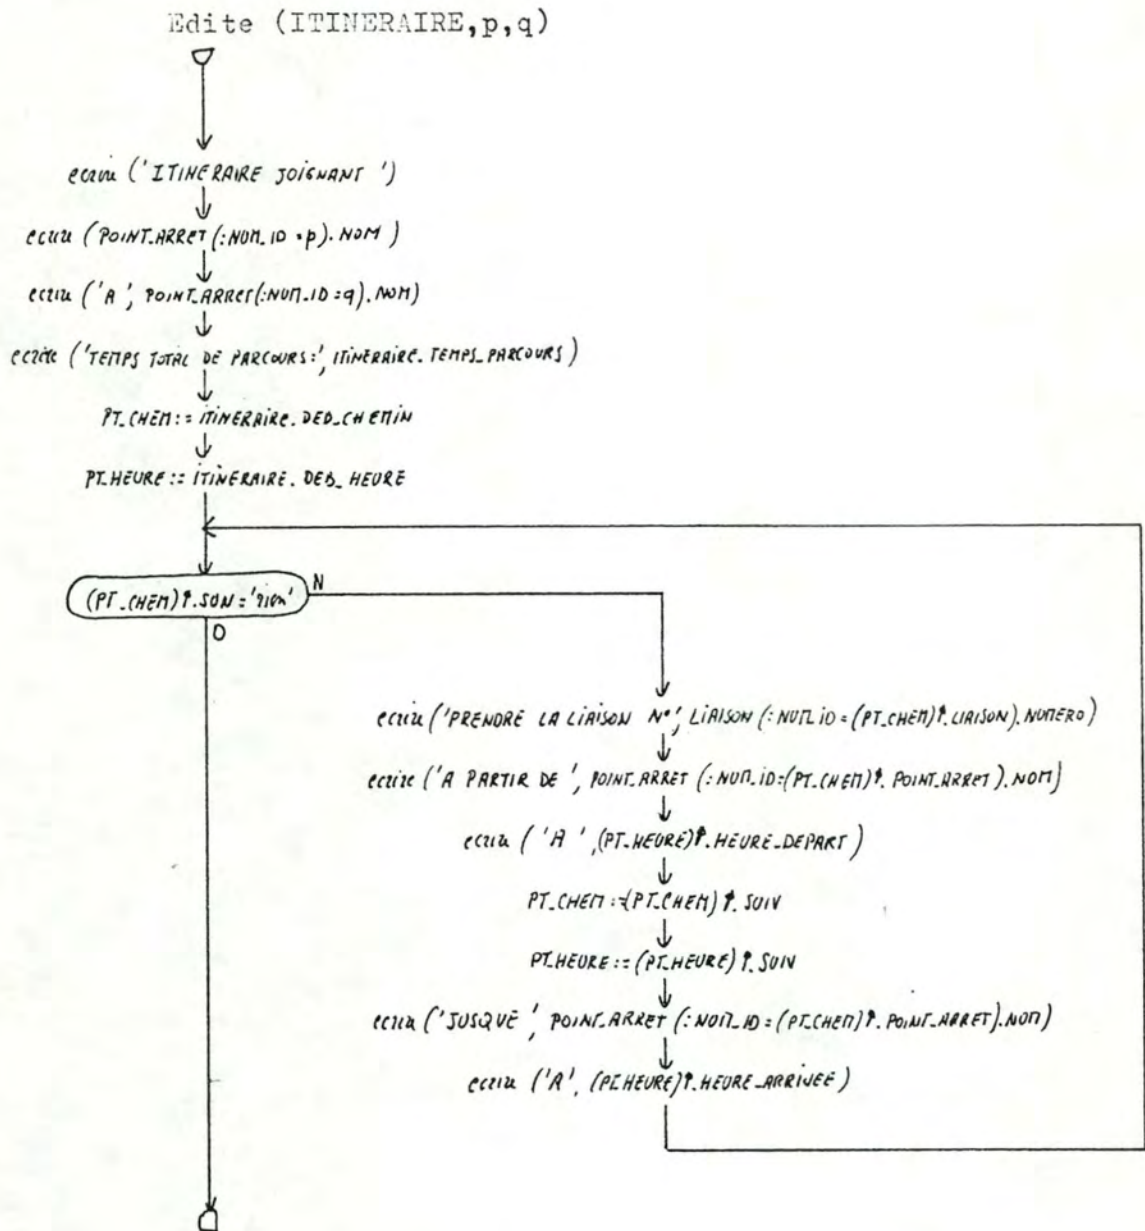 Edite (ITINERAIRE,p,q)
ecrire ('ITINERAIRE JOIGNANT ')
ecrire (POINT_ARRET(:NUM_ID=p).NOM)
ecrire ('A', POINT_ARRET(:NUM_ID=q).NOM)
ecrire ('TEMPS TOTAL DE PARCOURS:', ITINERAIRE.TEMPS_PARCOURS)
PT_CHEM:= ITINERAIRE.DEB_CHEMIN
PT_HEURE:= ITINERAIRE.DEB_HEURE
(PT_CHEM)↑.SUIV='rien'
N
O
ecrire ('PRENDRE LA LIAISON N°', LIAISON(:NUM_ID=(PT_CHEM)↑.LIAISON).NUMERO)
ecrire ('A PARTIR DE ', POINT_ARRET (:NUM_ID=(PT_CHEM)↑.POINT_ARRET).NOM)
ecrire ('A ',(PT_HEURE)↑.HEURE_DEPART)
PT_CHEM:=(PT_CHEM)↑.SUIV
PT_HEURE:=(PT_HEURE)↑.SUIV
ecrire ('JUSQUE', POINT_ARRET (:NUM_ID=(PT_CHEM)↑.POINT_ARRET).NOM)
ecrire ('A', (PT_HEURE)↑.HEURE_ARRIVEE)